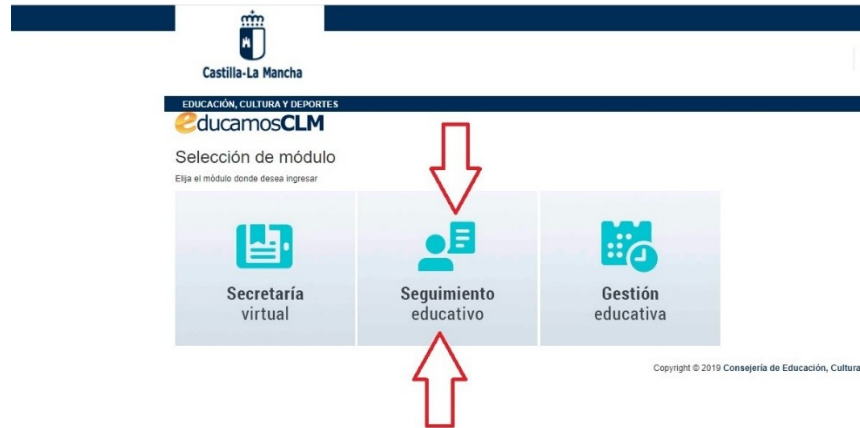 Castilla-La Mancha
EDUCACIÓN, CULTURA Y DEPORTES
educamosCLM
Selección de módulo
Elija el módulo donde desea ingresar
Secretaría
virtual
Seguimiento
educativo
Gestión
educativa
Copyright © 2019 Consejería de Educación, Cultura